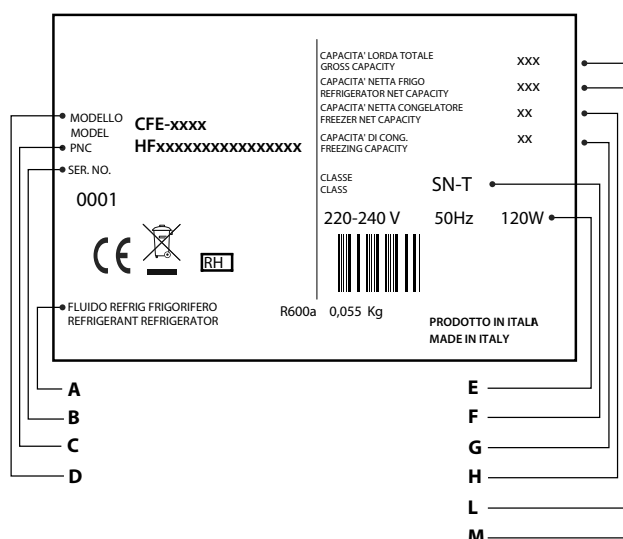 CAPACITA' LORDA TOTALE
GROSS CAPACITY xxx
CAPACITA' NETTA FRIGO
REFRIGERATOR NET CAPACITY xxx
CAPACITA' NETTA CONGELATORE
FREEZER NET CAPACITY xx
CAPACITA' DI CONG.
FREEZING CAPACITY xx
MODELLO
MODEL CFE-xxxx
PNC HFxxxxxxxxxxxxxxxx
SER. NO.
0001
CLASSE
CLASS SN-T
220-240 V 50Hz 120W
CE
RH
FLUIDO REFRIG FRIGORIFERO
REFRIGERANT REFRIGERATOR
R600a 0,055 Kg
PRODOTTO IN ITALIA
MADE IN ITALY
A
B
C
D
E
F
G
H
L
M